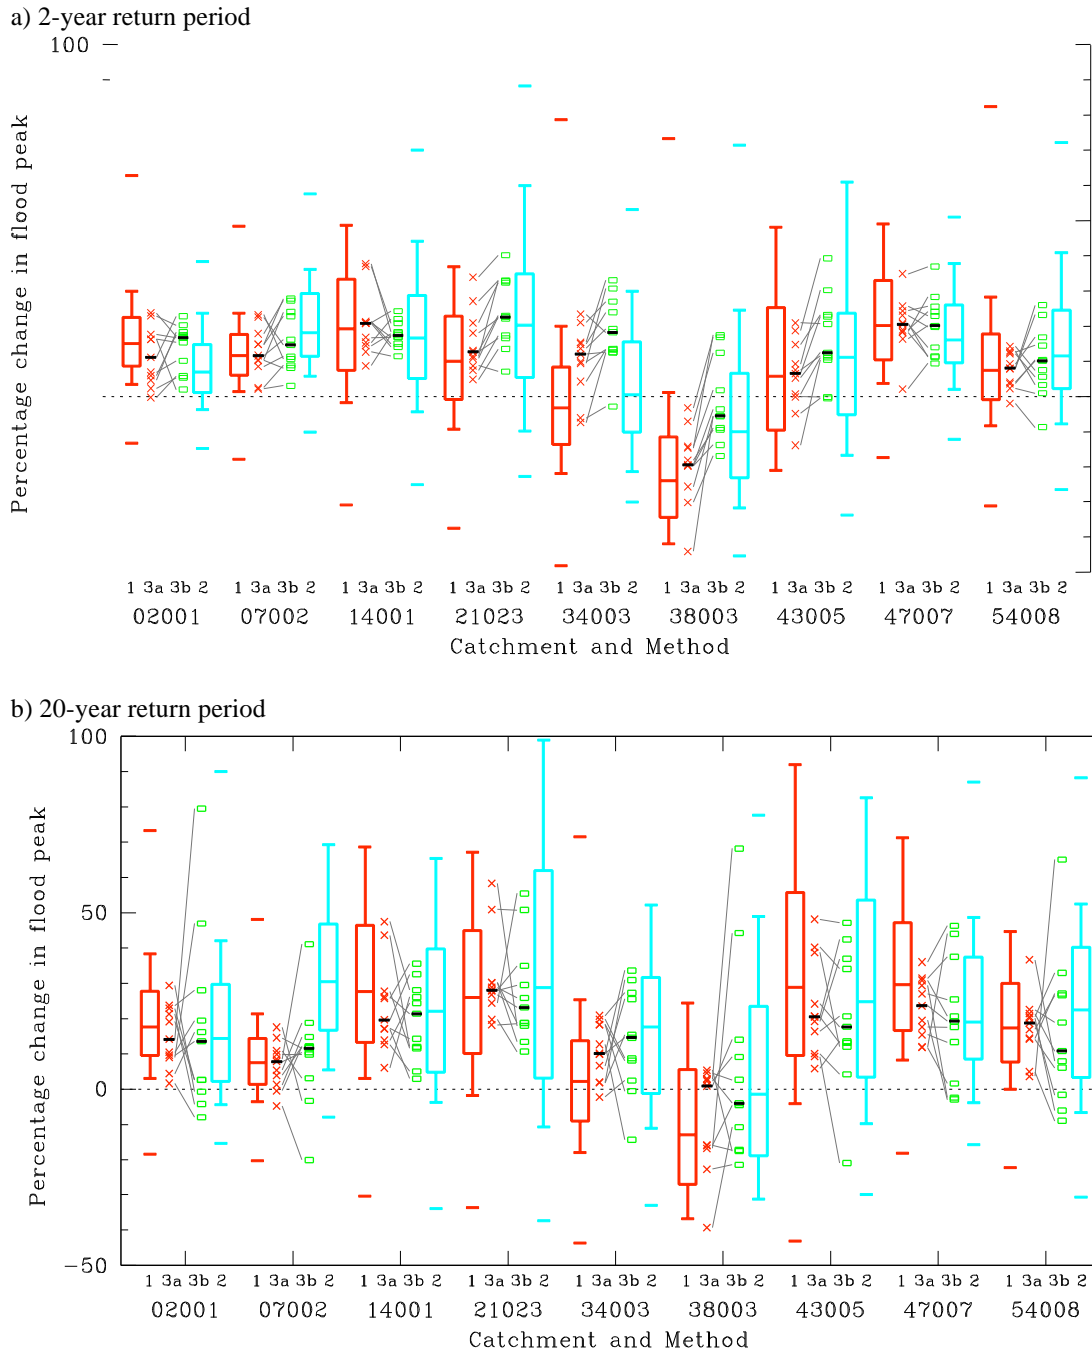 a) 2-year return period
100
Percentage change in flood peak
1 3a 3b 2 1 3a 3b 2 1 3a 3b 2 1 3a 3b 2 1 3a 3b 2 1 3a 3b 2 1 3a 3b 2 1 3a 3b 2 1 3a 3b 2
02001 07002 14001 21023 34003 38003 43005 47007 54008
Catchment and Method
b) 20-year return period
100
50
0
-50
Percentage change in flood peak
1 3a 3b 2 1 3a 3b 2 1 3a 3b 2 1 3a 3b 2 1 3a 3b 2 1 3a 3b 2 1 3a 3b 2 1 3a 3b 2 1 3a 3b 2
02001 07002 14001 21023 34003 38003 43005 47007 54008
Catchment and Method